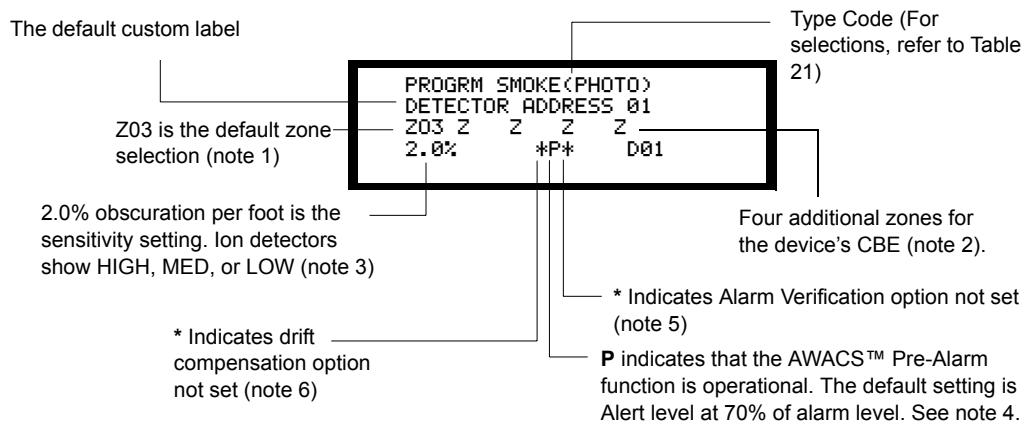 The default custom label
Type Code (For
selections, refer to Table
21)
PROGRM SMOKE(PHOTO)
DETECTOR ADDRESS 01
Z03 Z Z Z Z
2.0% *P* D01
Z03 is the default zone
selection (note 1)
2.0% obscuration per foot is the
sensitivity setting. Ion detectors
show HIGH, MED, or LOW (note 3)
Four additional zones for
the device's CBE (note 2).
* Indicates Alarm Verification option not set
(note 5)
* Indicates drift
compensation option
not set (note 6)
P indicates that the AWACS™ Pre-Alarm
function is operational. The default setting is
Alert level at 70% of alarm level. See note 4.